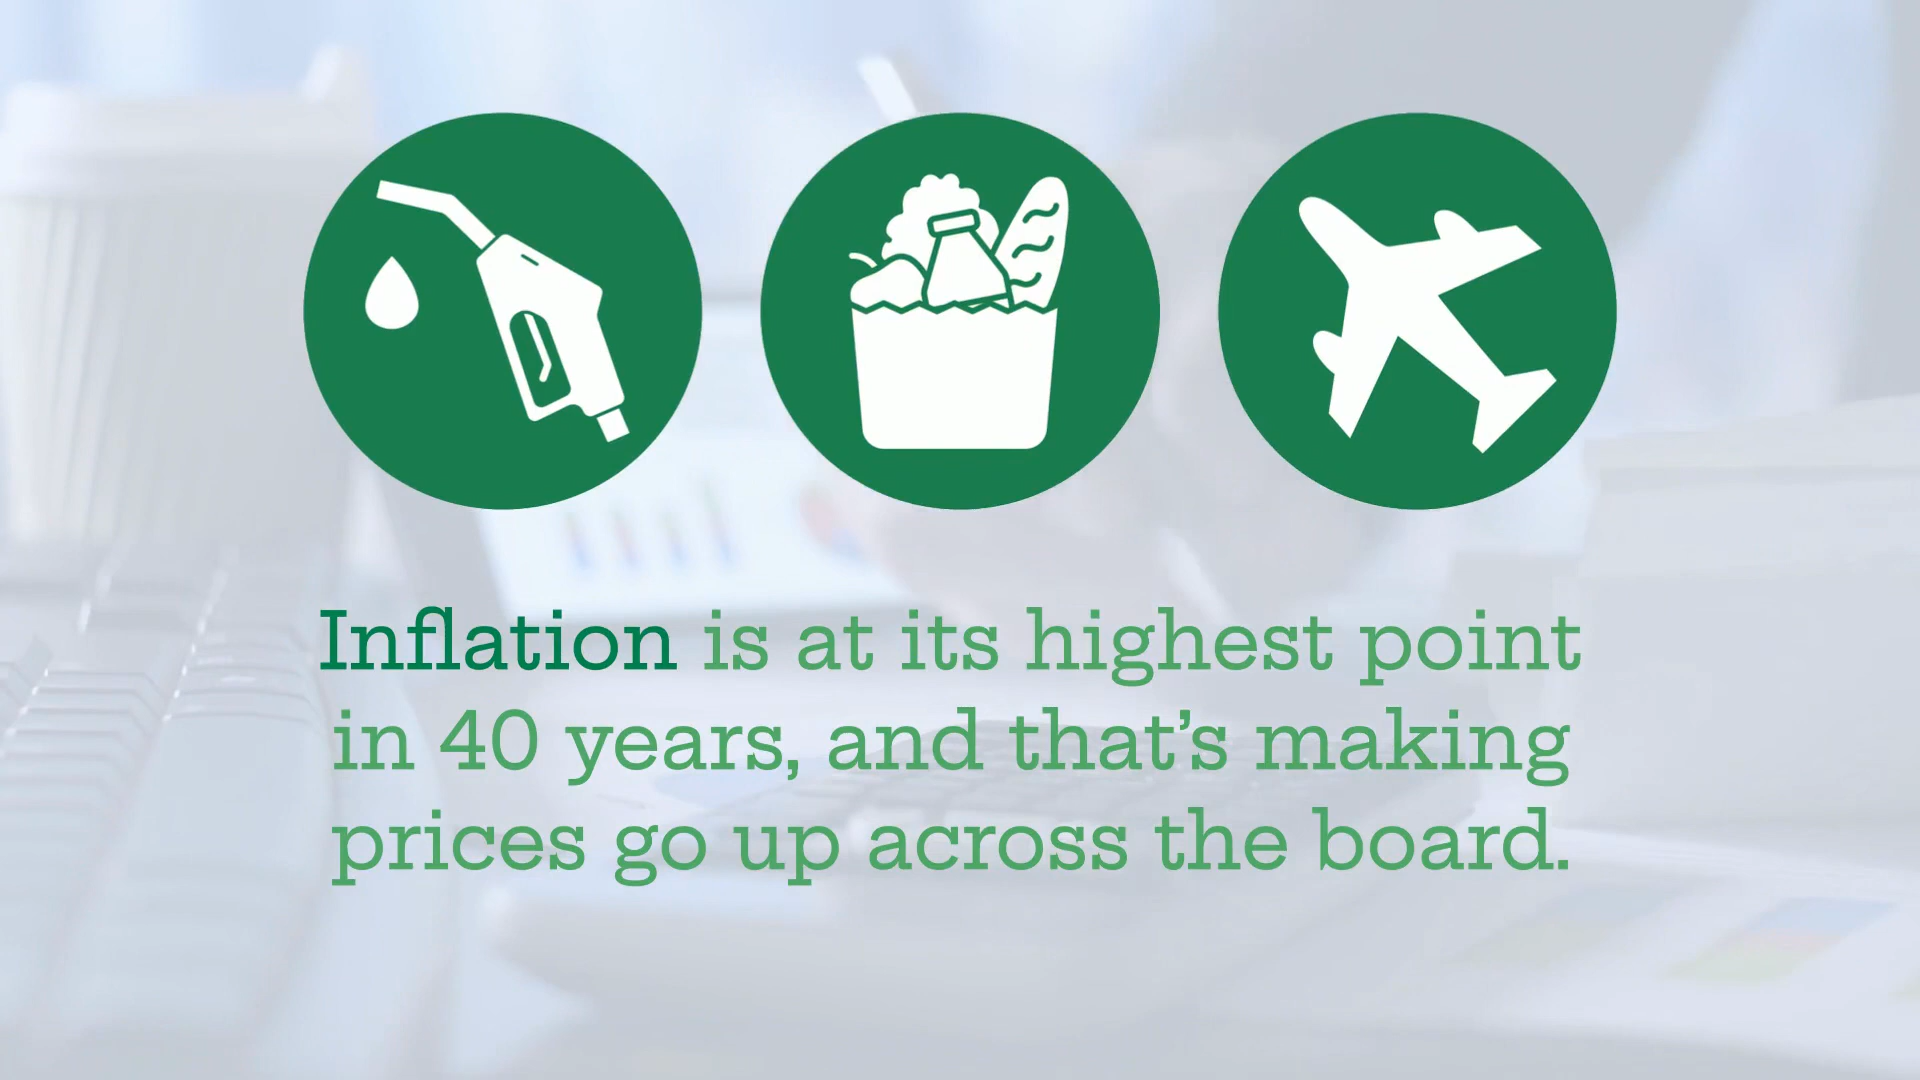 Inflation is at its highest point
in 40 years, and that’s making
prices go up across the board.